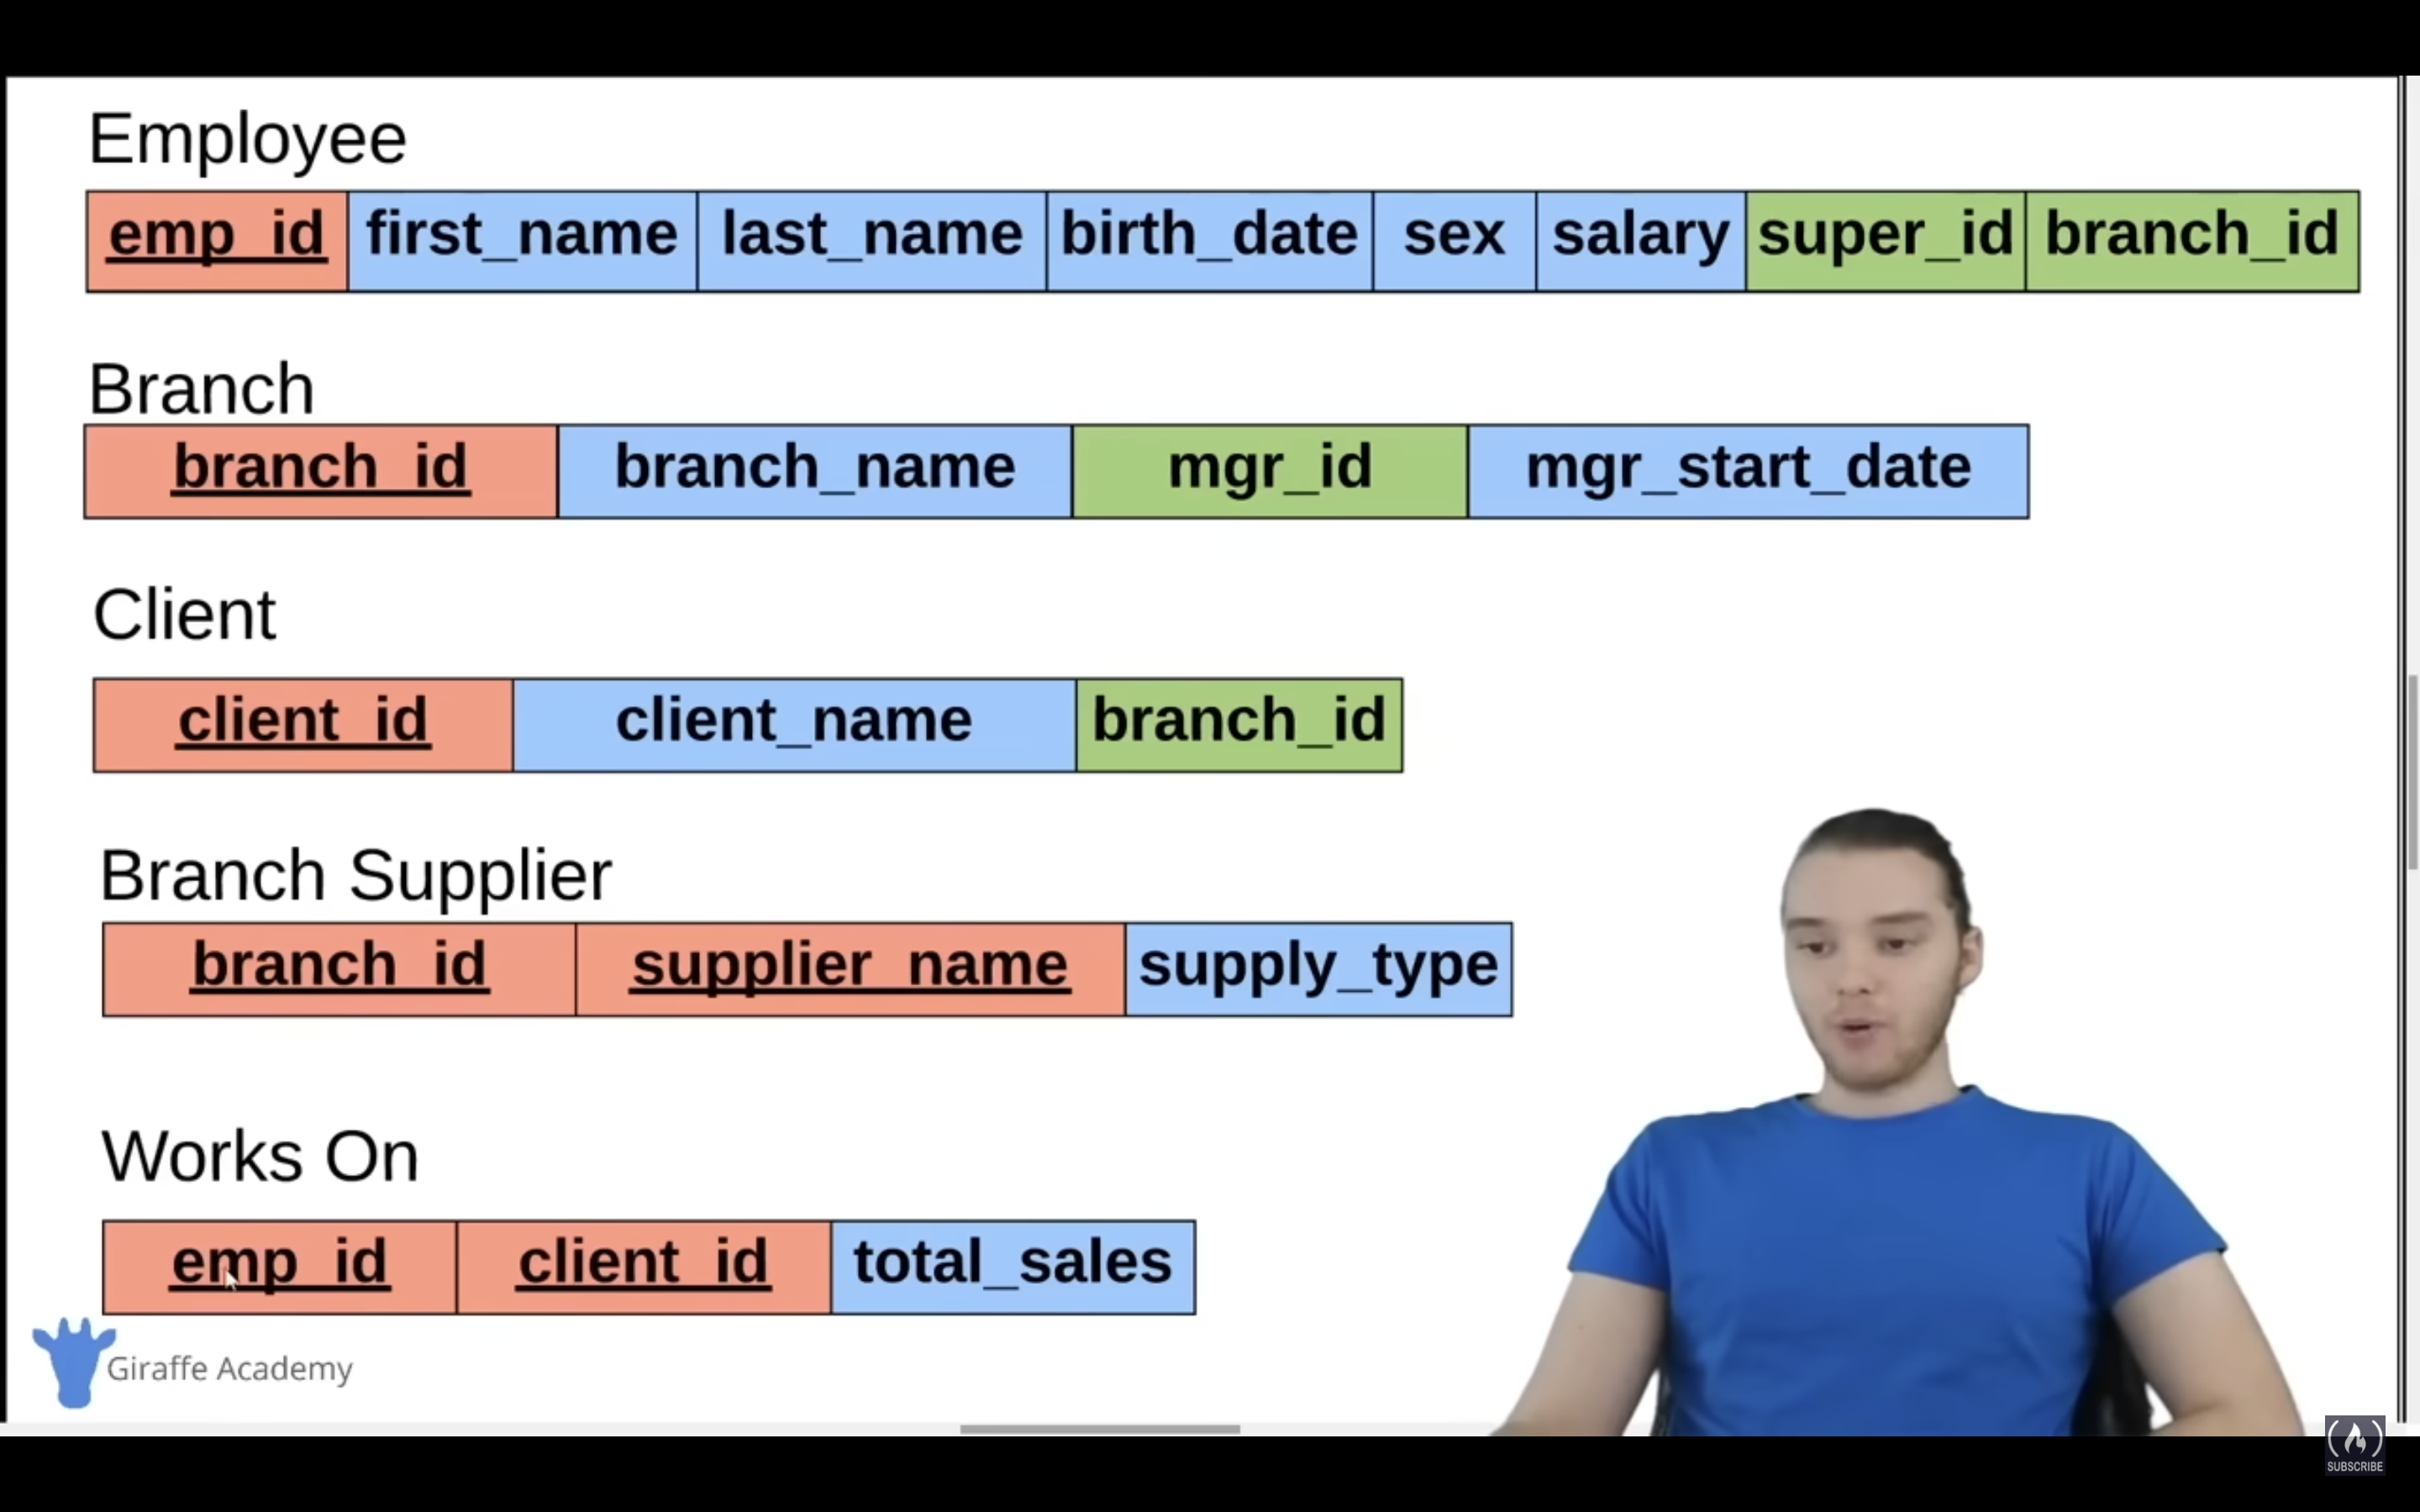 Employee
emp_id first_name last_name birth_date sex salary super_id branch_id
Branch
branch_id branch_name mgr_id mgr_start_date
Client
client_id client_name branch_id
Branch Supplier
branch_id supplier_name supply_type
Works On
emp_id client_id total_sales
Giraffe Academy
SUBSCRIBE